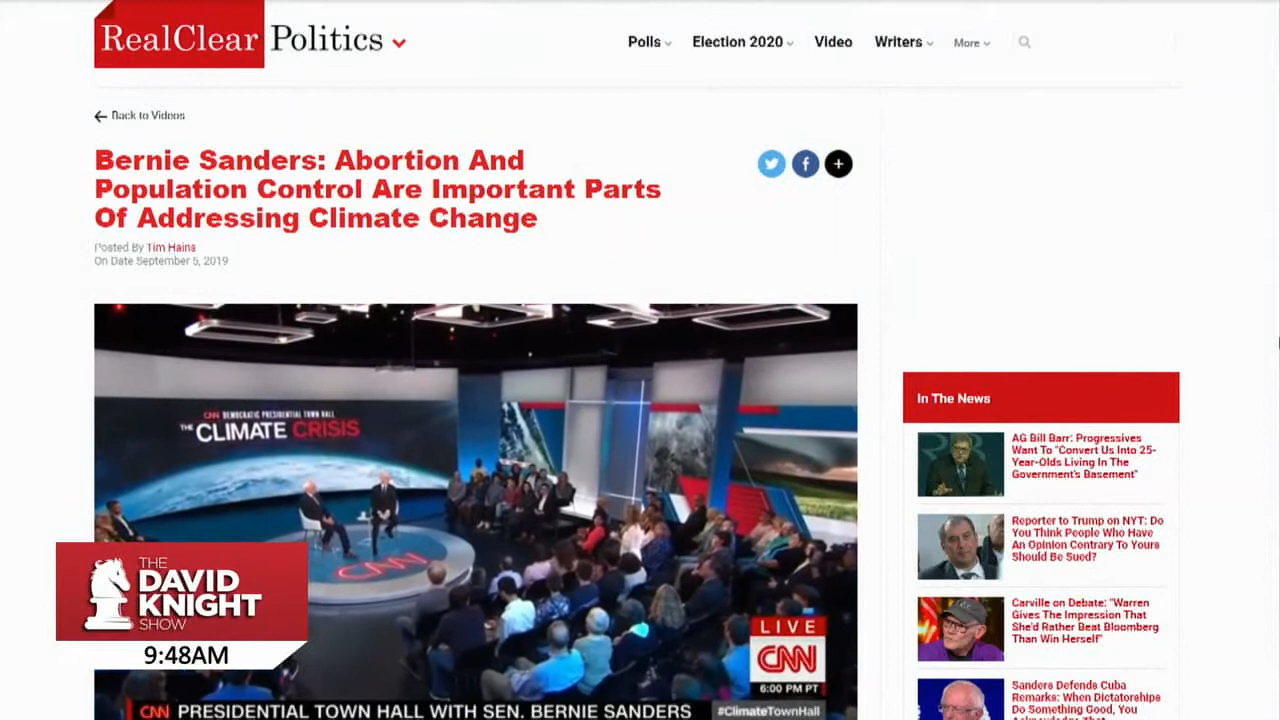 RealClear Politics
Polls
Election 2020
Video
Writers
More
Back to Videos
Bernie Sanders: Abortion And
Population Control Are Important Parts
Of Addressing Climate Change
Posted By Tim Hains
On Date September 5, 2019
CNN DEMOCRATIC PRESIDENTIAL TOWN HALL
THE CLIMATE CRISIS
CNN
LIVE
CNN
6:00 PM PT
CNN PRESIDENTIAL TOWN HALL WITH SEN. BERNIE SANDERS
#ClimateTownHall
THE
DAVID
KNIGHT
SHOW
9:48AM
In The News
AG Bill Barr: Progressives
Want To "Convert Us Into 25-
Year-Olds Living In The
Government's Basement"
Reporter to Trump on NYT: Do
You Think People Who Have
An Opinion Contrary To Yours
Should Be Sued?
Carville on Debate: "Warren
Gives The Impression That
She'd Rather Beat Bloomberg
Than Win Herself"
Sanders Defends Cuba
Remarks: When Dictatorships
Do Something Good, You